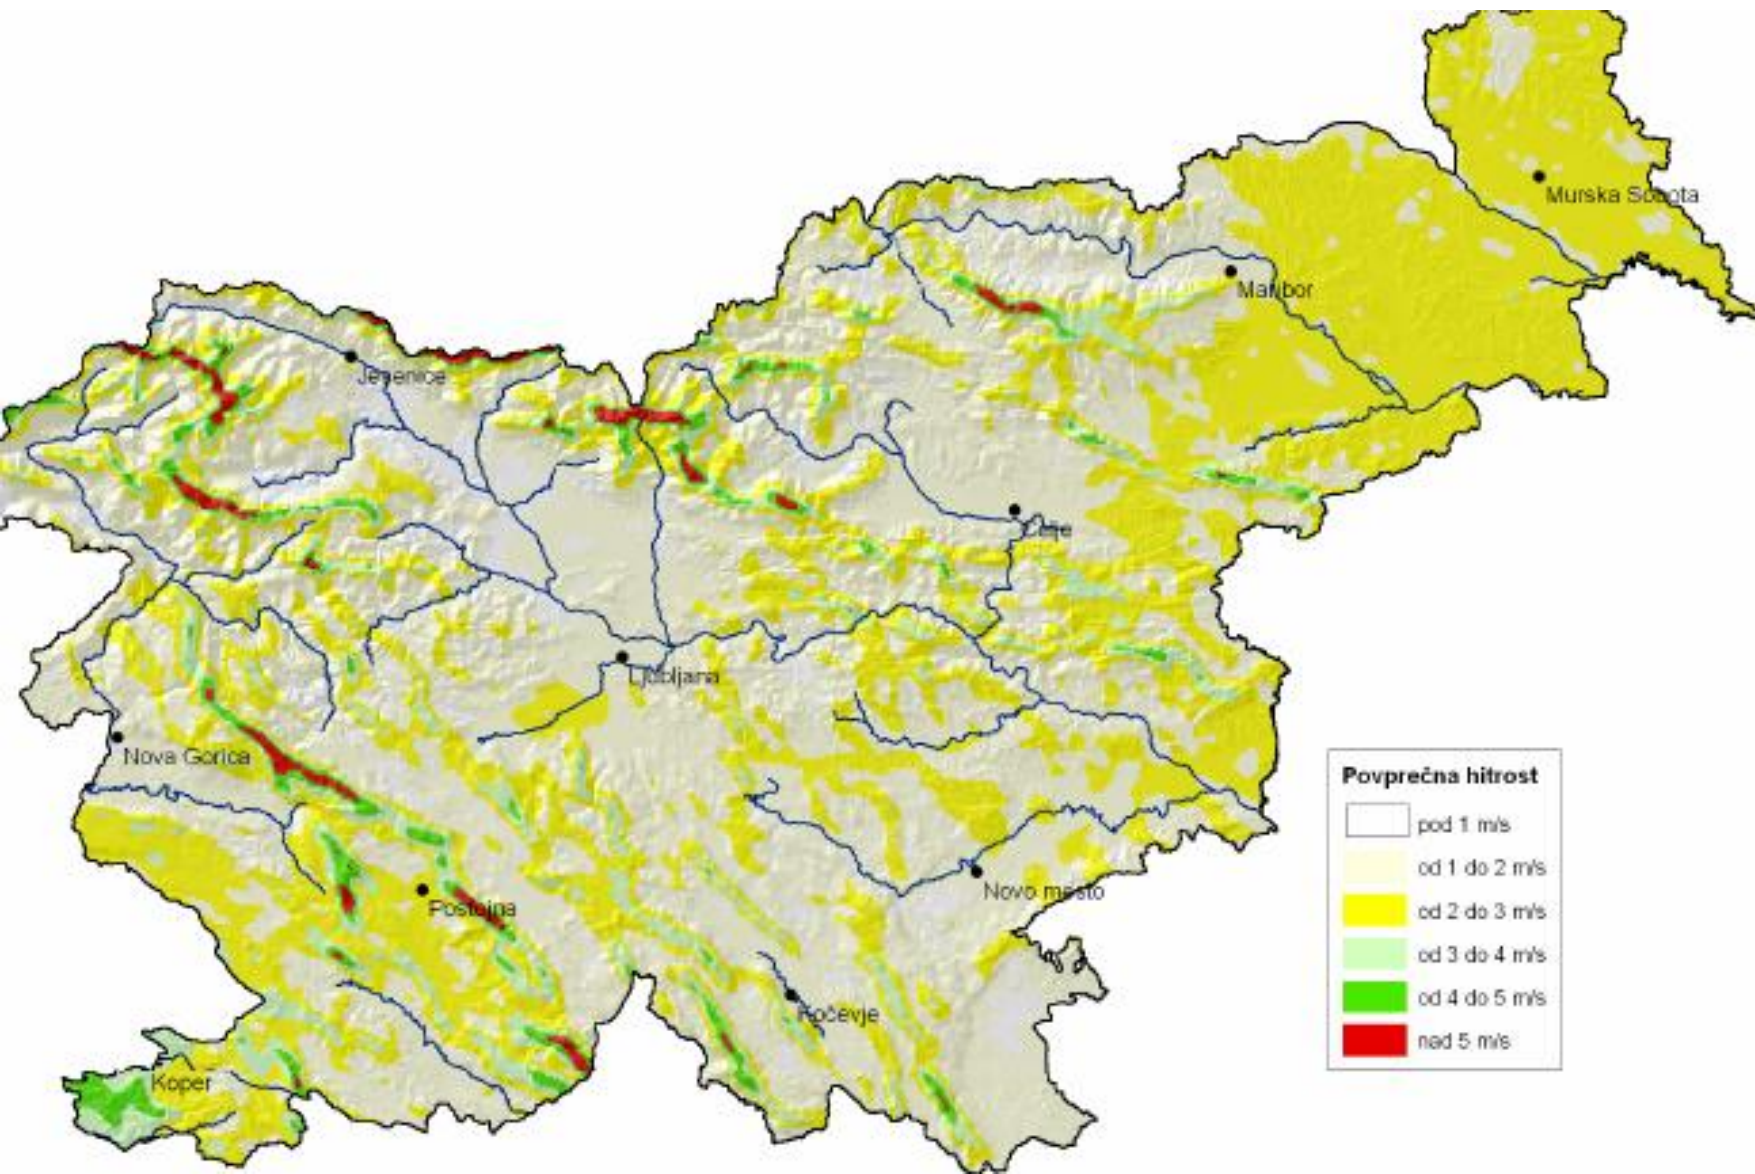 Murska Sobota
Maribor
Jesenice
Celje
Ljubljana
Nova Gorica
Novo mesto
Postojna
Kočevje
Koper
Povprečna hitrost
pod 1 m/s
od 1 do 2 m/s
od 2 do 3 m/s
od 3 do 4 m/s
od 4 do 5 m/s
nad 5 m/s